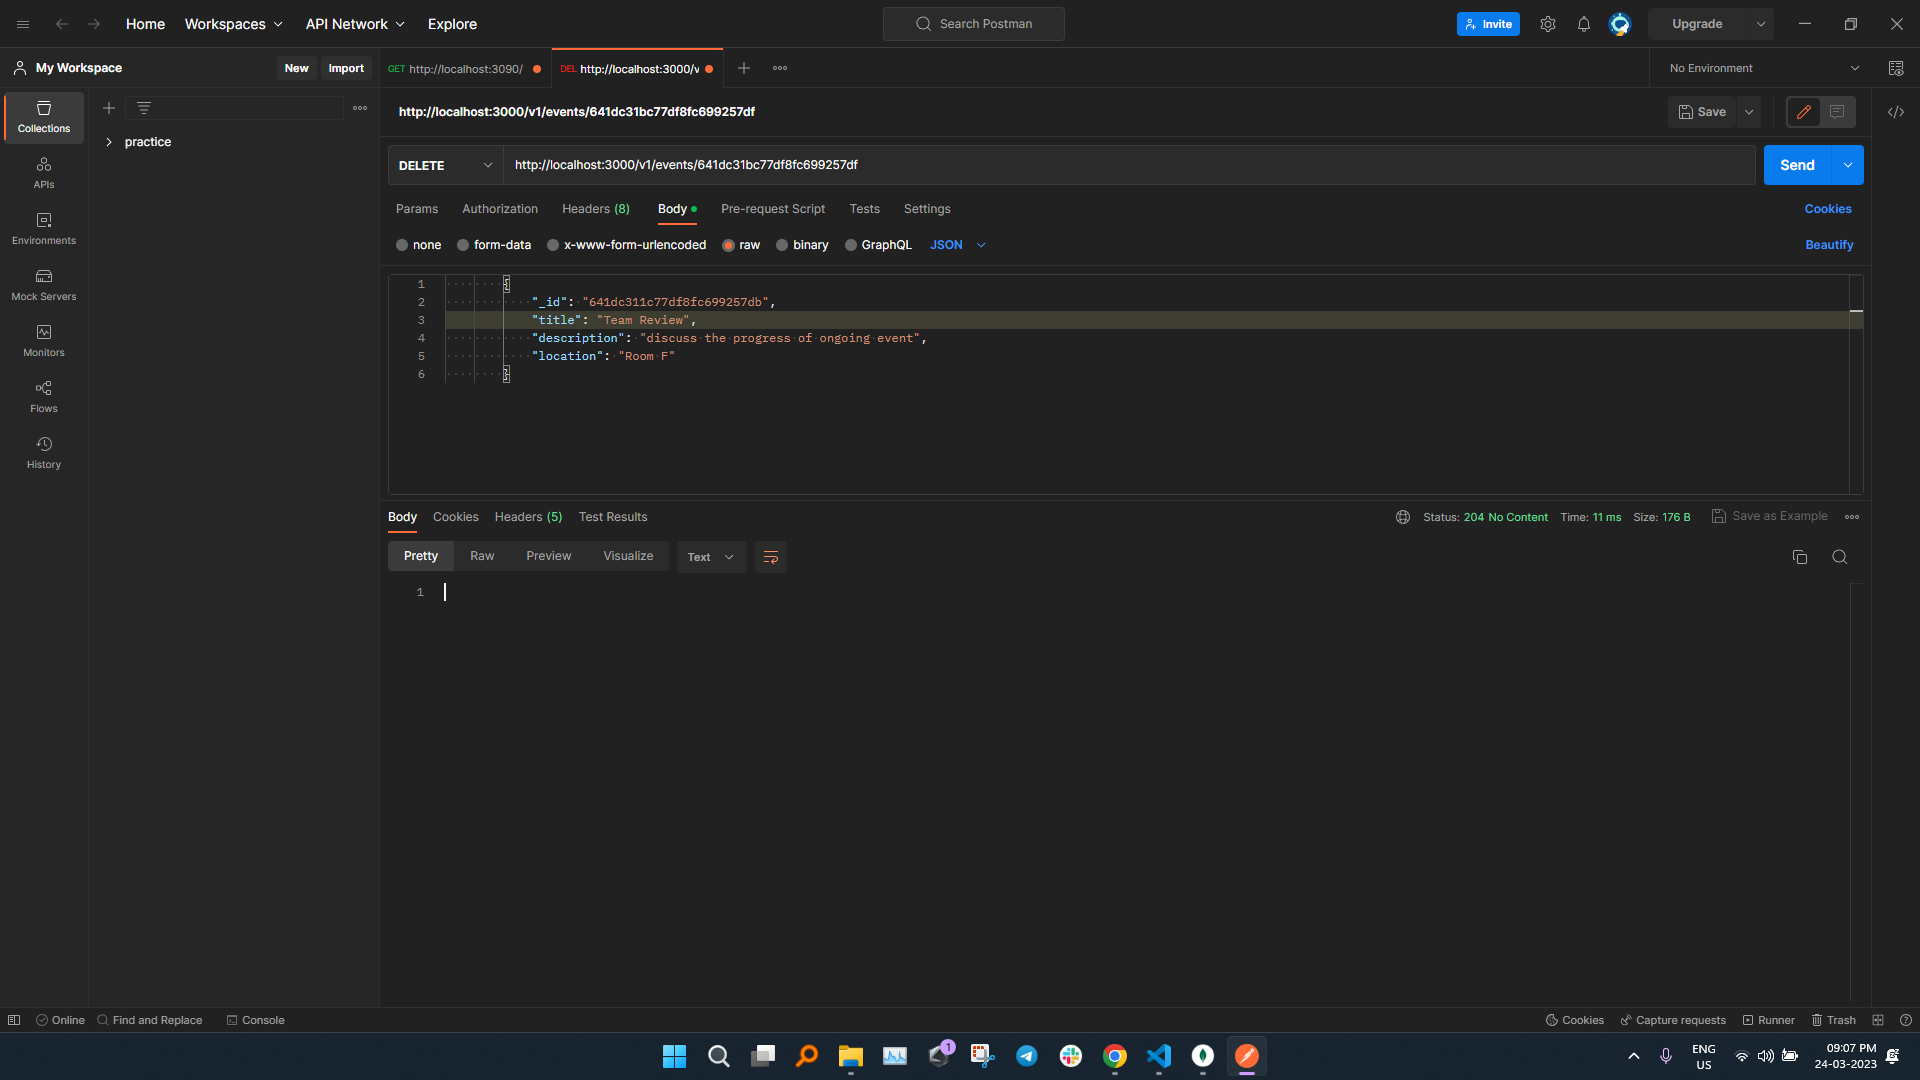 Home Workspaces API Network Explore Search Postman Invite Upgrade
My Workspace New Import GET http://localhost:3090/ DEL http://localhost:3000/v No Environment
http://localhost:3000/v1/events/641dc31bc77df8fc699257df Save
Collections
practice
DELETE http://localhost:3000/v1/events/641dc31bc77df8fc699257df Send
APIs
Params Authorization Headers (8) Body Pre-request Script Tests Settings Cookies
Environments
none form-data x-www-form-urlencoded raw binary GraphQL JSON Beautify
Mock Servers
Monitors
Flows
History
1 {
2 "_id": "641dc311c77df8fc699257db",
3 "title": "Team Review",
4 "description": "discuss the progress of ongoing event",
5 "location": "Room F"
6 }
Body Cookies Headers (5) Test Results Status: 204 No Content Time: 11 ms Size: 176 B Save as Example
Pretty Raw Preview Visualize Text
1
Online Find and Replace Console Cookies Capture requests Runner Trash
1
ENG
US
09:07 PM
24-03-2023